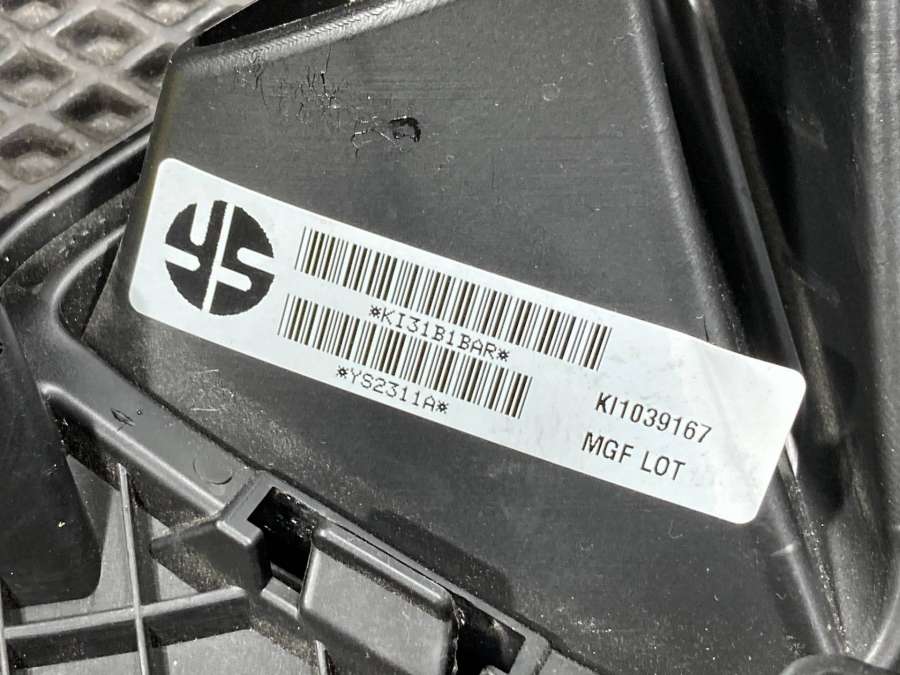 YS
*KI31B1BAR*
*YS2311A*
KI1039167
MGF LOT